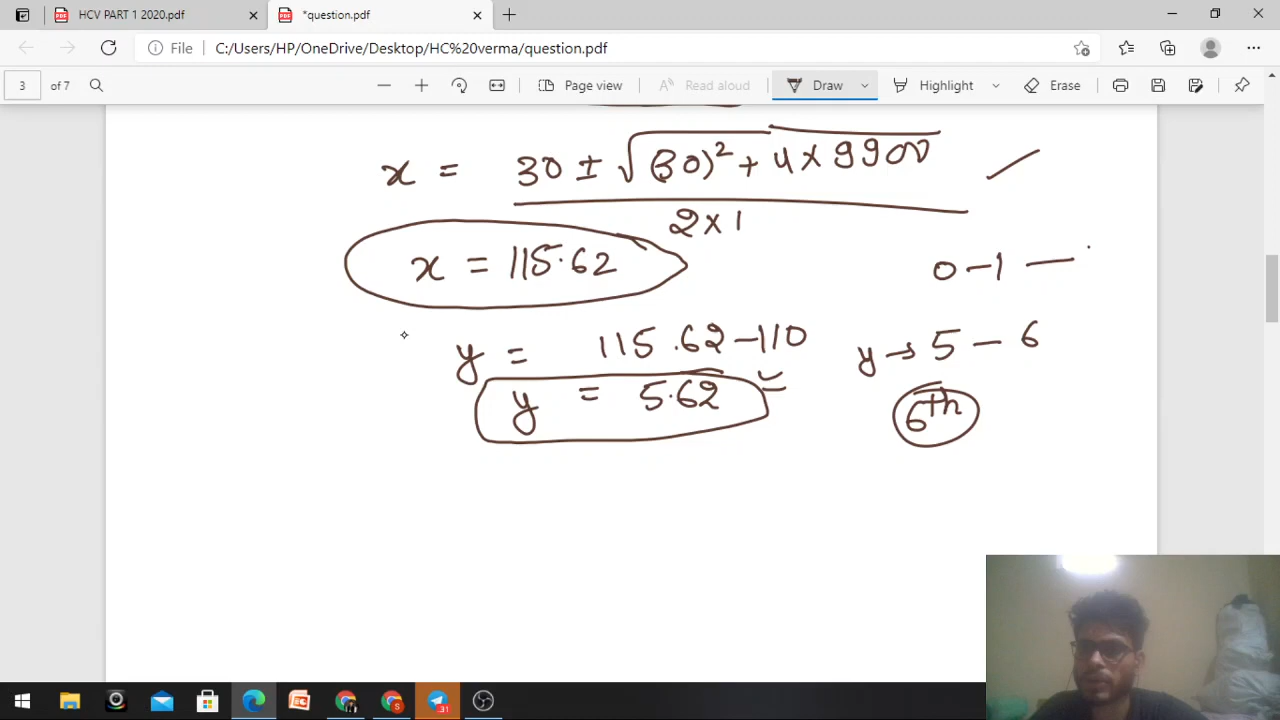 HCV PART 1 2020.pdf
*question.pdf
File C:/Users/HP/OneDrive/Desktop/HC%20verma/question.pdf
3 of 7 Page view Read aloud Draw Highlight Erase
x = 30 ± √(30)² + 4 × 9900
2 × 1
x = 115.62
0 - 1 —
y = 115.62 - 110
y → 5 - 6
y = 5.62
6th
31